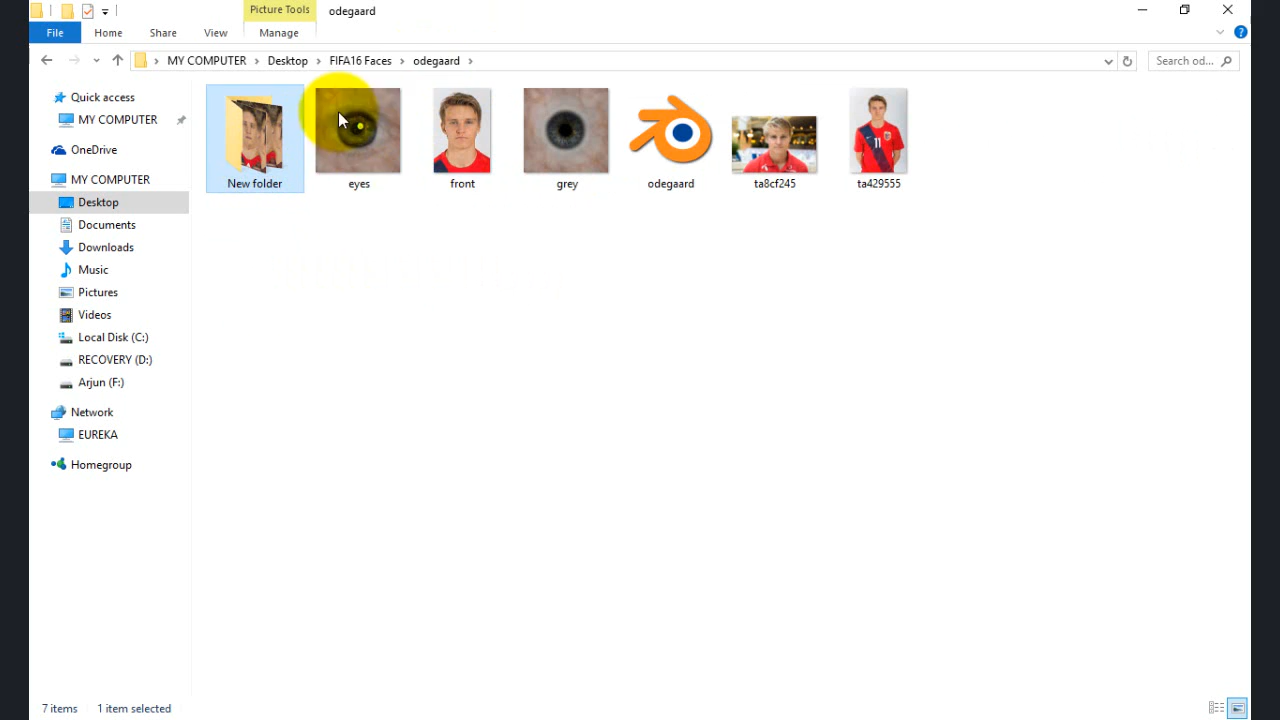 Picture Tools
odegaard
File
Home
Share
View
Manage
MY COMPUTER
Desktop
FIFA16 Faces
odegaard
Search od...
Quick access
MY COMPUTER
OneDrive
MY COMPUTER
Desktop
Documents
Downloads
Music
Pictures
Videos
Local Disk (C:)
RECOVERY (D:)
Arjun (F:)
Network
EUREKA
Homegroup
New folder
eyes
front
grey
odegaard
ta8cf245
ta429555
11
7 items
1 item selected